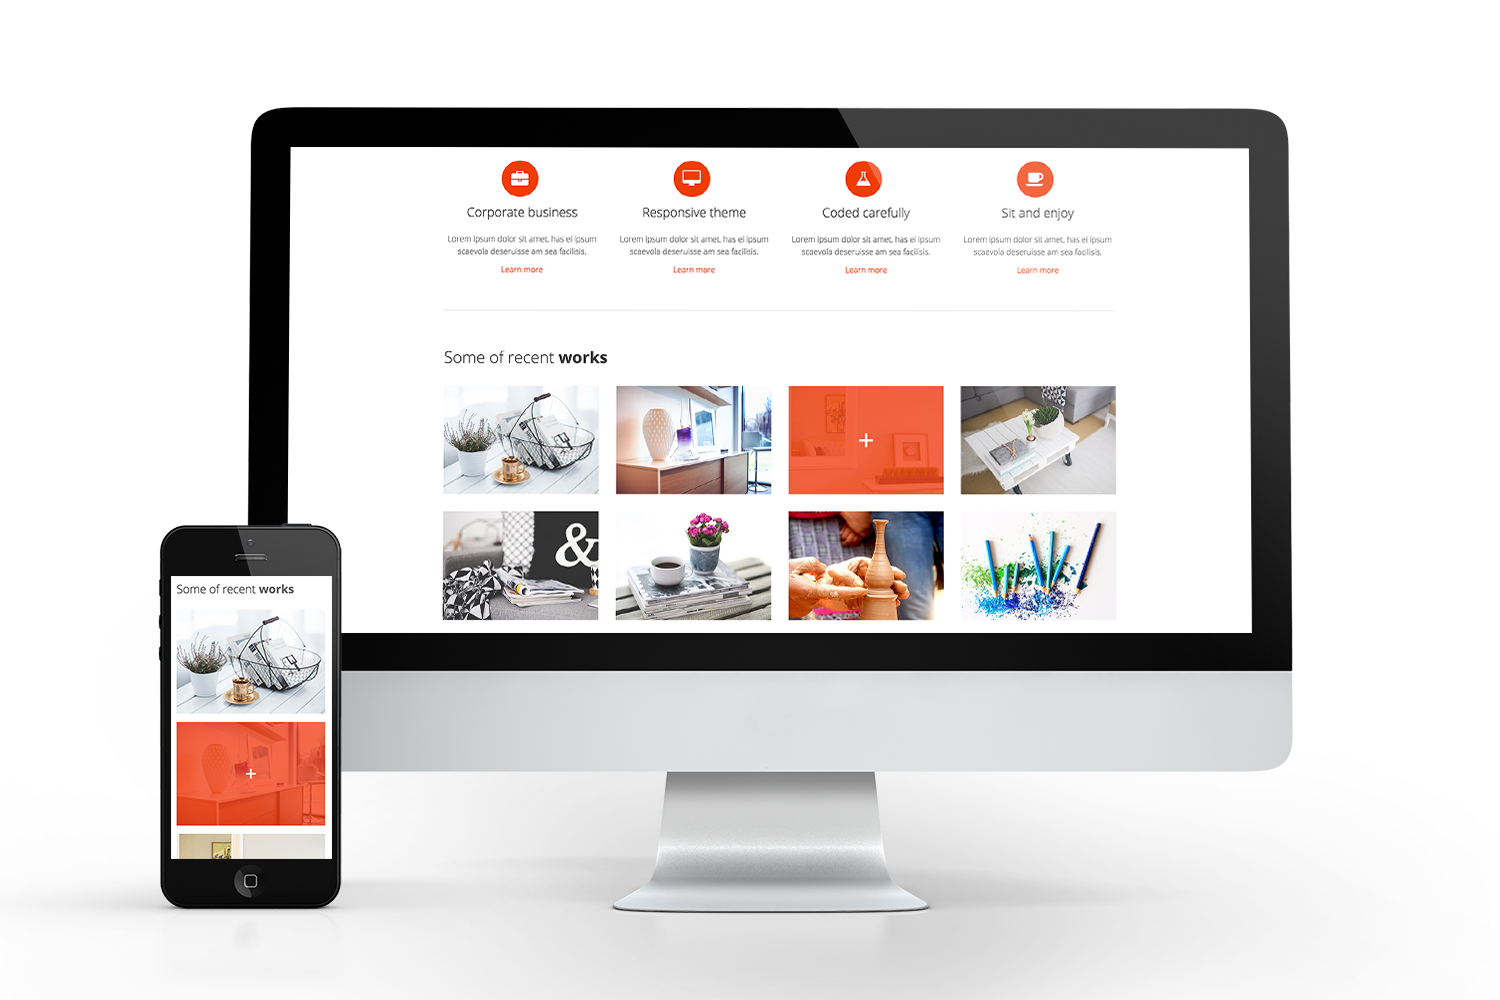 Corporate business
Lorem ipsum dolor sit amet, has el ipsum
scaevola deseruisse am sea facilisis.
Learn more
Responsive theme
Lorem ipsum dolor sit amet, has el ipsum
scaevola deseruisse am sea facilisis.
Learn more
Coded carefully
Lorem ipsum dolor sit amet, has el ipsum
scaevola deseruisse am sea facilisis.
Learn more
Sit and enjoy
Lorem ipsum dolor sit amet, has el ipsum
scaevola deseruisse am sea facilisis.
Learn more
Some of recent works
&
Some of recent works